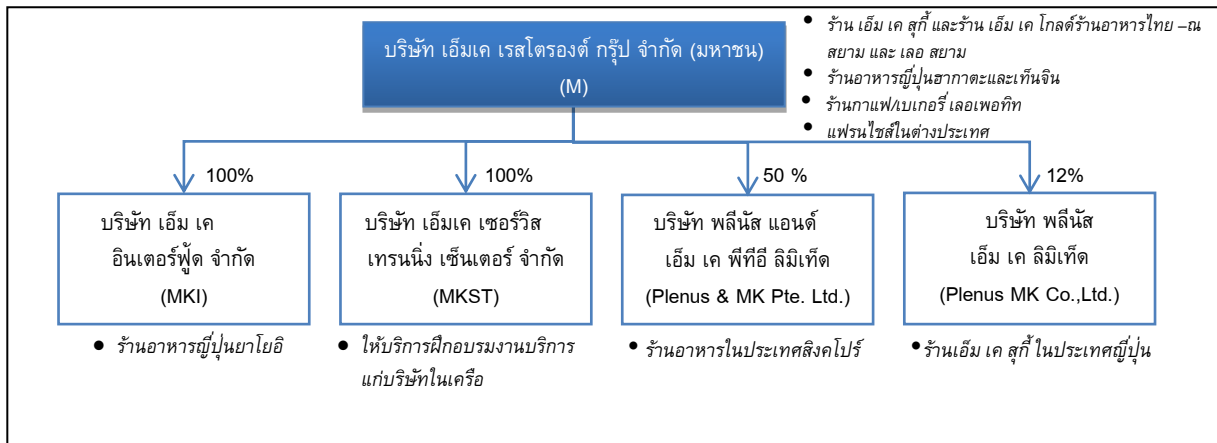 บริษัท เอ็มเค เรสโตรองต์ กรุ๊ป จำกัด (มหาชน)
(M)
• ร้าน เอ็ม เค สุกี้ และร้าน เอ็ม เค โกลด์ร้านอาหารไทย –ณ
สยาม และ เลอ สยาม
• ร้านอาหารญี่ปุ่นฮากาตะและเท็นจิน
• ร้านกาแฟ/เบเกอรี่ เลอเพอทิท
• แฟรนไชส์ในต่างประเทศ
100%
100%
50 %
12%
บริษัท เอ็ม เค
อินเตอร์ฟู้ด จำกัด
(MKI)
บริษัท เอ็มเค เซอร์วิส
เทรนนิ่ง เซ็นเตอร์ จำกัด
(MKST)
บริษัท พลีนัส แอนด์
เอ็ม เค พีทีอี ลิมิเท็ด
(Plenus & MK Pte. Ltd.)
บริษัท พลีนัส
เอ็ม เค ลิมิเท็ด
(Plenus MK Co.,Ltd.)
• ร้านอาหารญี่ปุ่นยาโยอิ
• ให้บริการฝึกอบรมงานบริการ
แก่บริษัทในเครือ
• ร้านอาหารในประเทศสิงคโปร์
• ร้านเอ็ม เค สุกี้ ในประเทศญี่ปุ่น